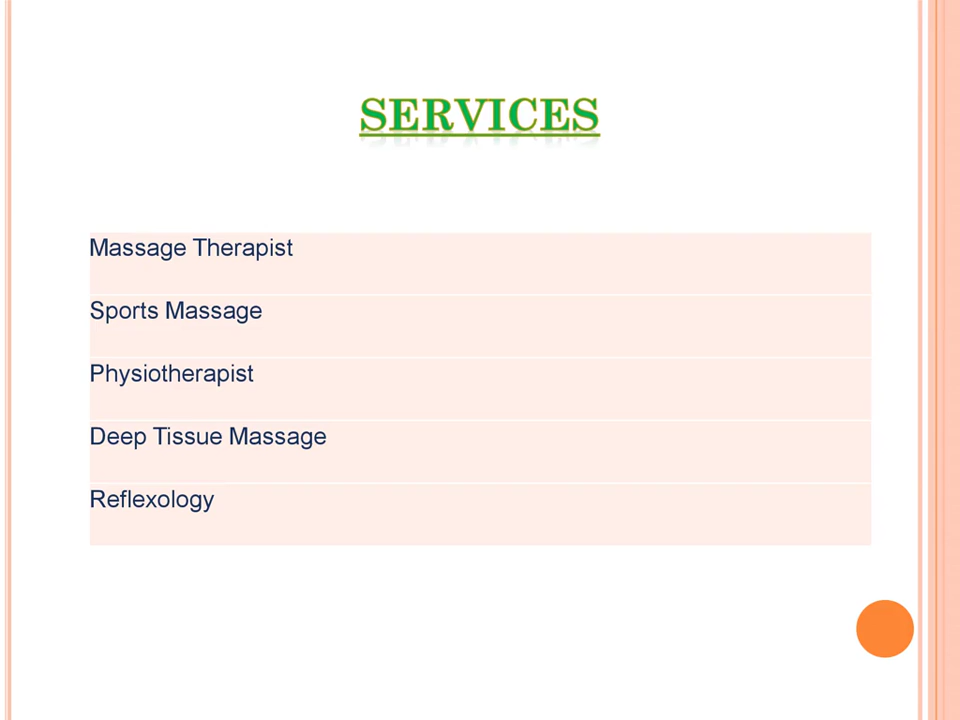 SERVICES
Massage Therapist
Sports Massage
Physiotherapist
Deep Tissue Massage
Reflexology